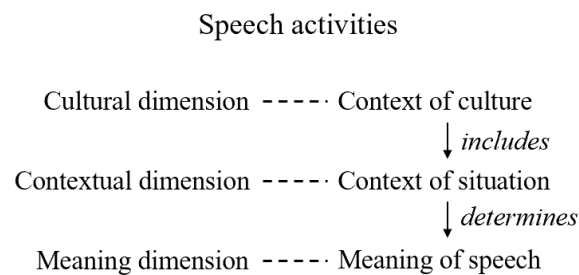 Speech activities
Cultural dimension ----· Context of culture
includes
Contextual dimension ----· Context of situation
determines
Meaning dimension ----· Meaning of speech